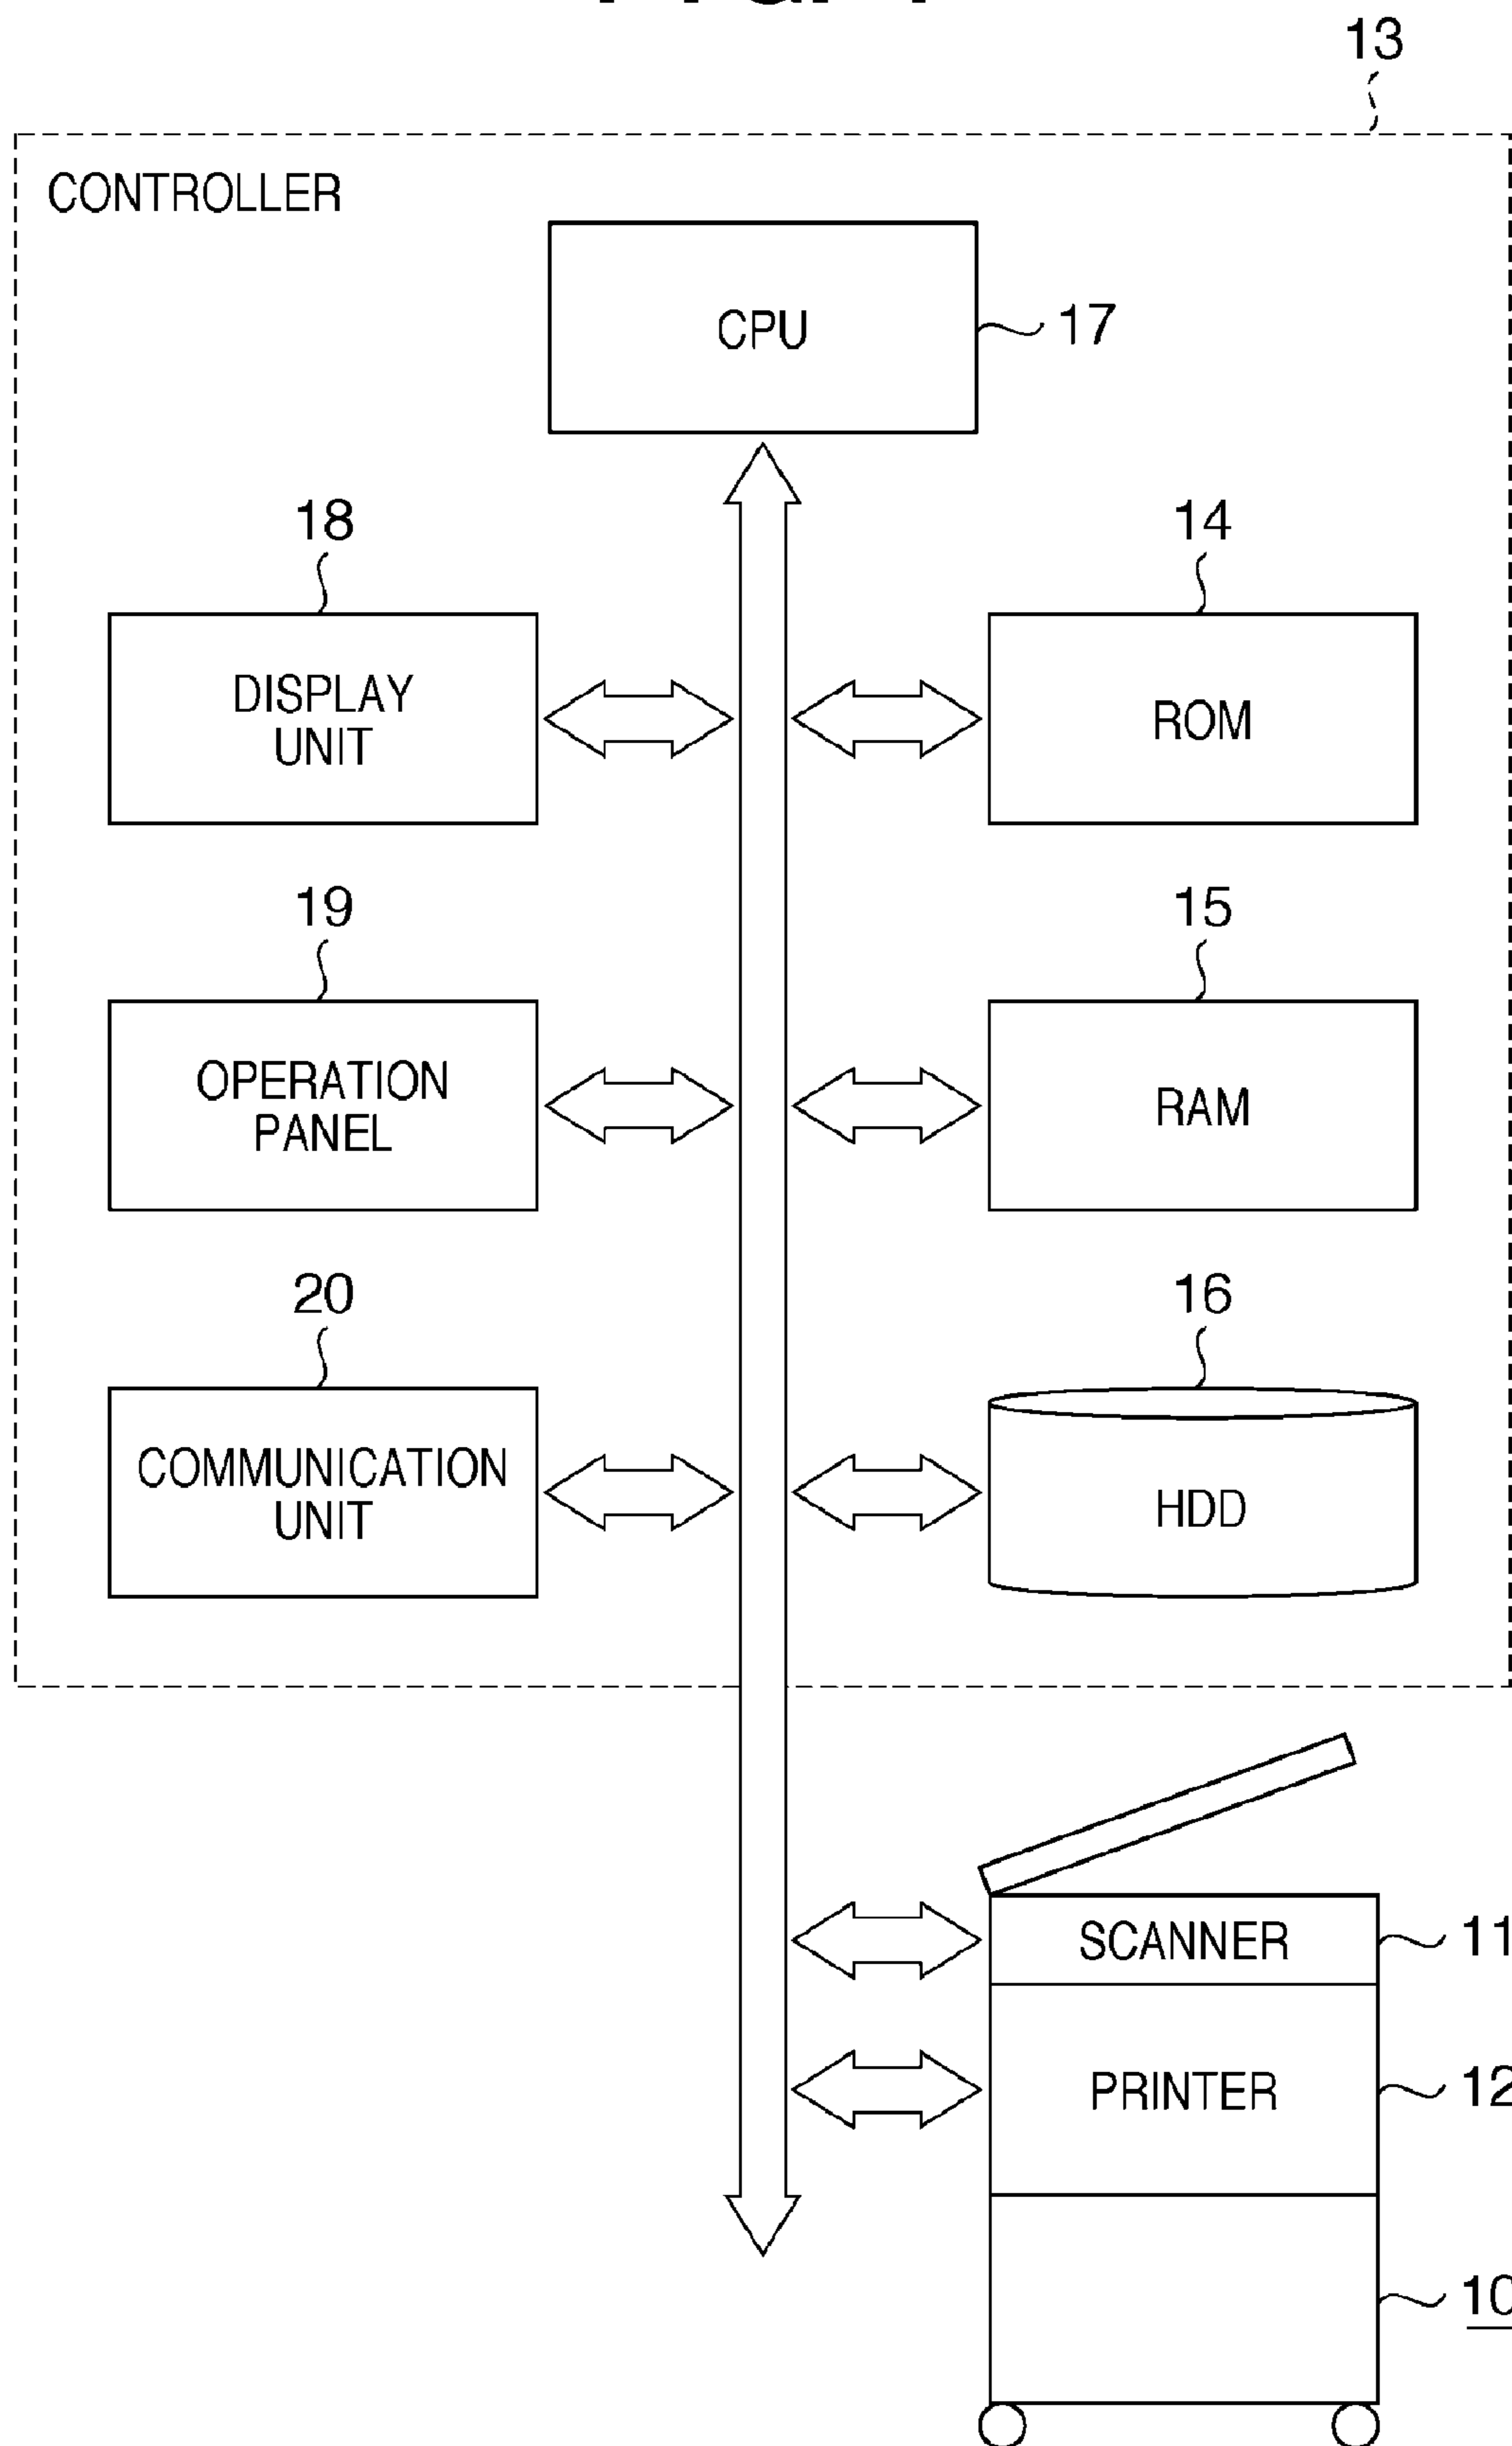 13
CONTROLLER
CPU
17
18
14
DISPLAY
UNIT
ROM
19
15
OPERATION
PANEL
RAM
20
16
COMMUNICATION
UNIT
HDD
SCANNER
11
PRINTER
12
10